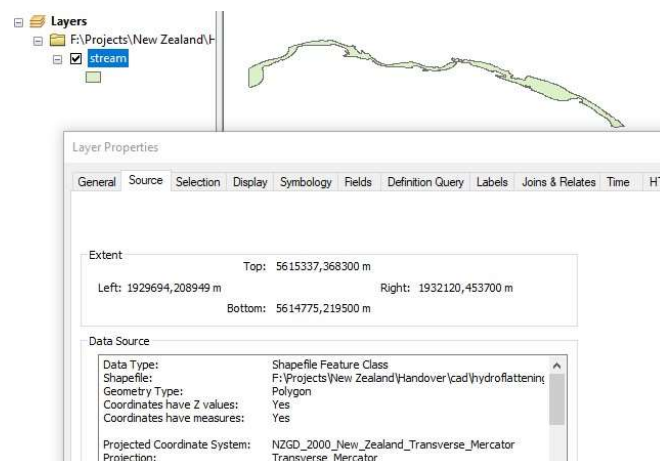 Layers
F:\Projects\New Zealand\H
stream
Layer Properties
General Source Selection Display Symbology Fields Definition Query Labels Joins & Relates Time HT
Extent
Top: 5615337,368300 m
Left: 1929694,208949 m Right: 1932120,453700 m
Bottom: 5614775,219500 m
Data Source
Data Type: Shapefile Feature Class
Shapefile: F:\Projects\New Zealand\Handover\cad\hydroflattening
Geometry Type: Polygon
Coordinates have Z values: Yes
Coordinates have measures: Yes
Projected Coordinate System: NZGD_2000_New_Zealand_Transverse_Mercator
Projection: Transverse_Mercator